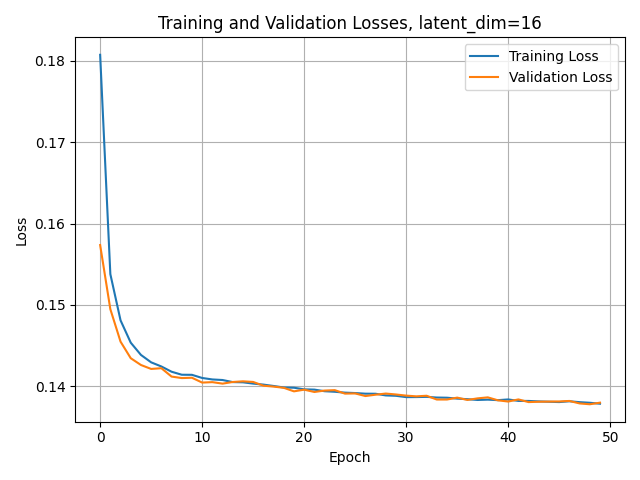 Training and Validation Losses, latent_dim=16
Training Loss
Validation Loss
0.18
0.17
0.16
0.15
0.14
Loss
0
10
20
30
40
50
Epoch